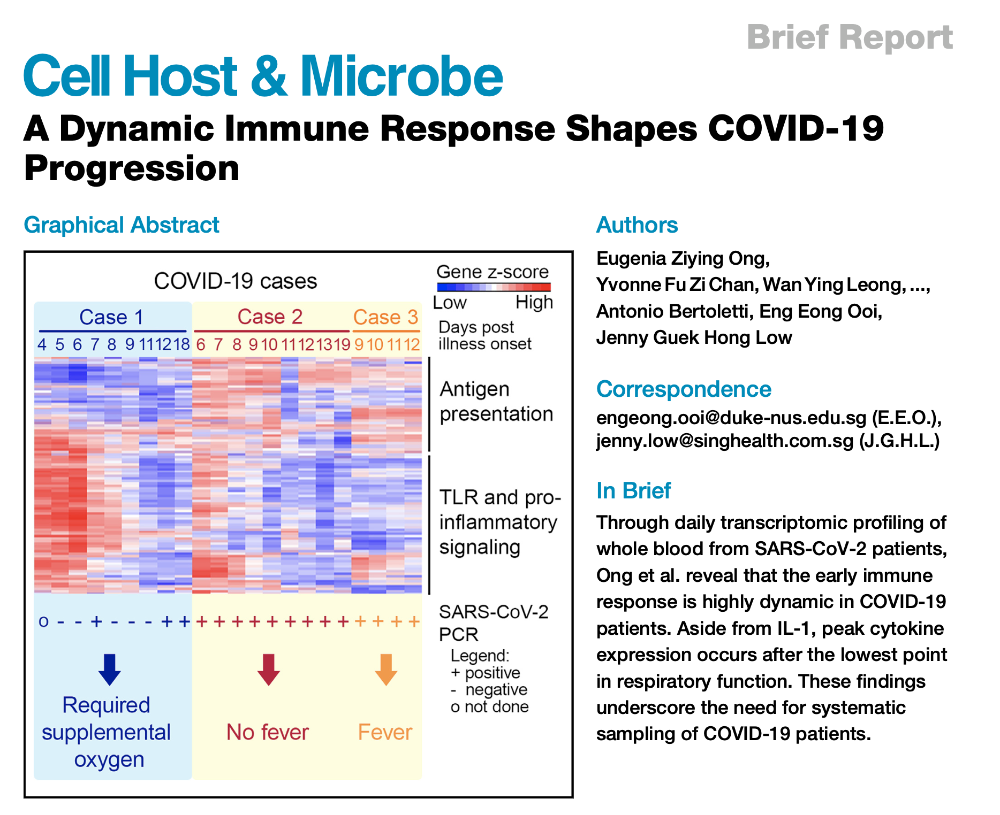 Brief Report
Cell Host & Microbe
A Dynamic Immune Response Shapes COVID-19
Progression
Graphical Abstract
COVID-19 cases
Gene z-score
Low High
Case 1 Case 2 Case 3
Days post
illness onset
4 5 6 7 8 9 11 12 18 6 7 8 9 10 11 12 13 19 9 10 11 12
Antigen
presentation
TLR and pro-
inflammatory
signaling
o - - + - - - + + + + + + + + + + + + + + +
SARS-CoV-2
PCR
Legend:
+ positive
- negative
o not done
Required
supplemental
oxygen
No fever
Fever
Authors
Eugenia Ziying Ong,
Yvonne Fu Zi Chan, Wan Ying Leong, ...,
Antonio Bertoletti, Eng Eong Ooi,
Jenny Guek Hong Low
Correspondence
engeong.ooi@duke-nus.edu.sg (E.E.O.),
jenny.low@singhealth.com.sg (J.G.H.L.)
In Brief
Through daily transcriptomic profiling of
whole blood from SARS-CoV-2 patients,
Ong et al. reveal that the early immune
response is highly dynamic in COVID-19
patients. Aside from IL-1, peak cytokine
expression occurs after the lowest point
in respiratory function. These findings
underscore the need for systematic
sampling of COVID-19 patients.